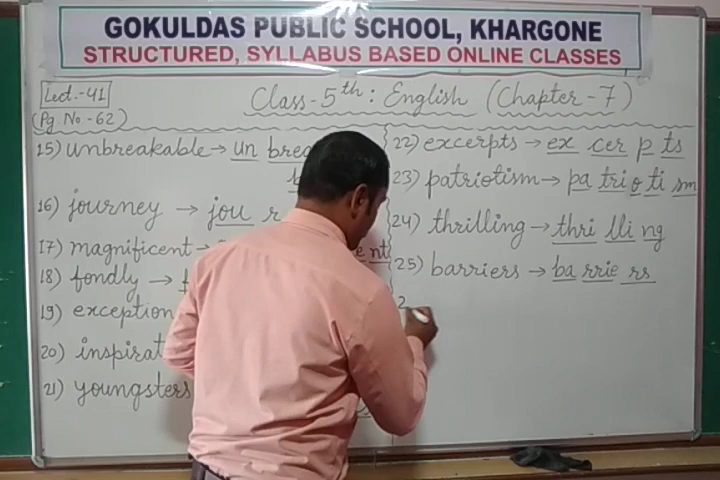 GOKULDAS PUBLIC SCHOOL, KHARGONE
STRUCTURED, SYLLABUS BASED ONLINE CLASSES
Lect.-41
(Pg No.-62)
Class-5th: English (Chapter-7)
15) unbreakable→ un
16) journey → jou
17) magnificent→
18) fondly →
19) exception
20)
21) youngsters
22) excerpts → ex cer p ts
23) patriotism→ pa tri o ti sm
24) thrilling → thri lli ng
25) barriers → ba rrie rs
2